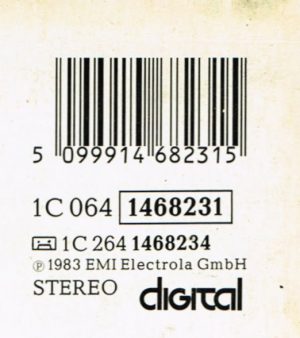 5 099914 682315
1C 064 1468231
1C 264 1468234
℗ 1983 EMI Electrola GmbH
STEREO digital